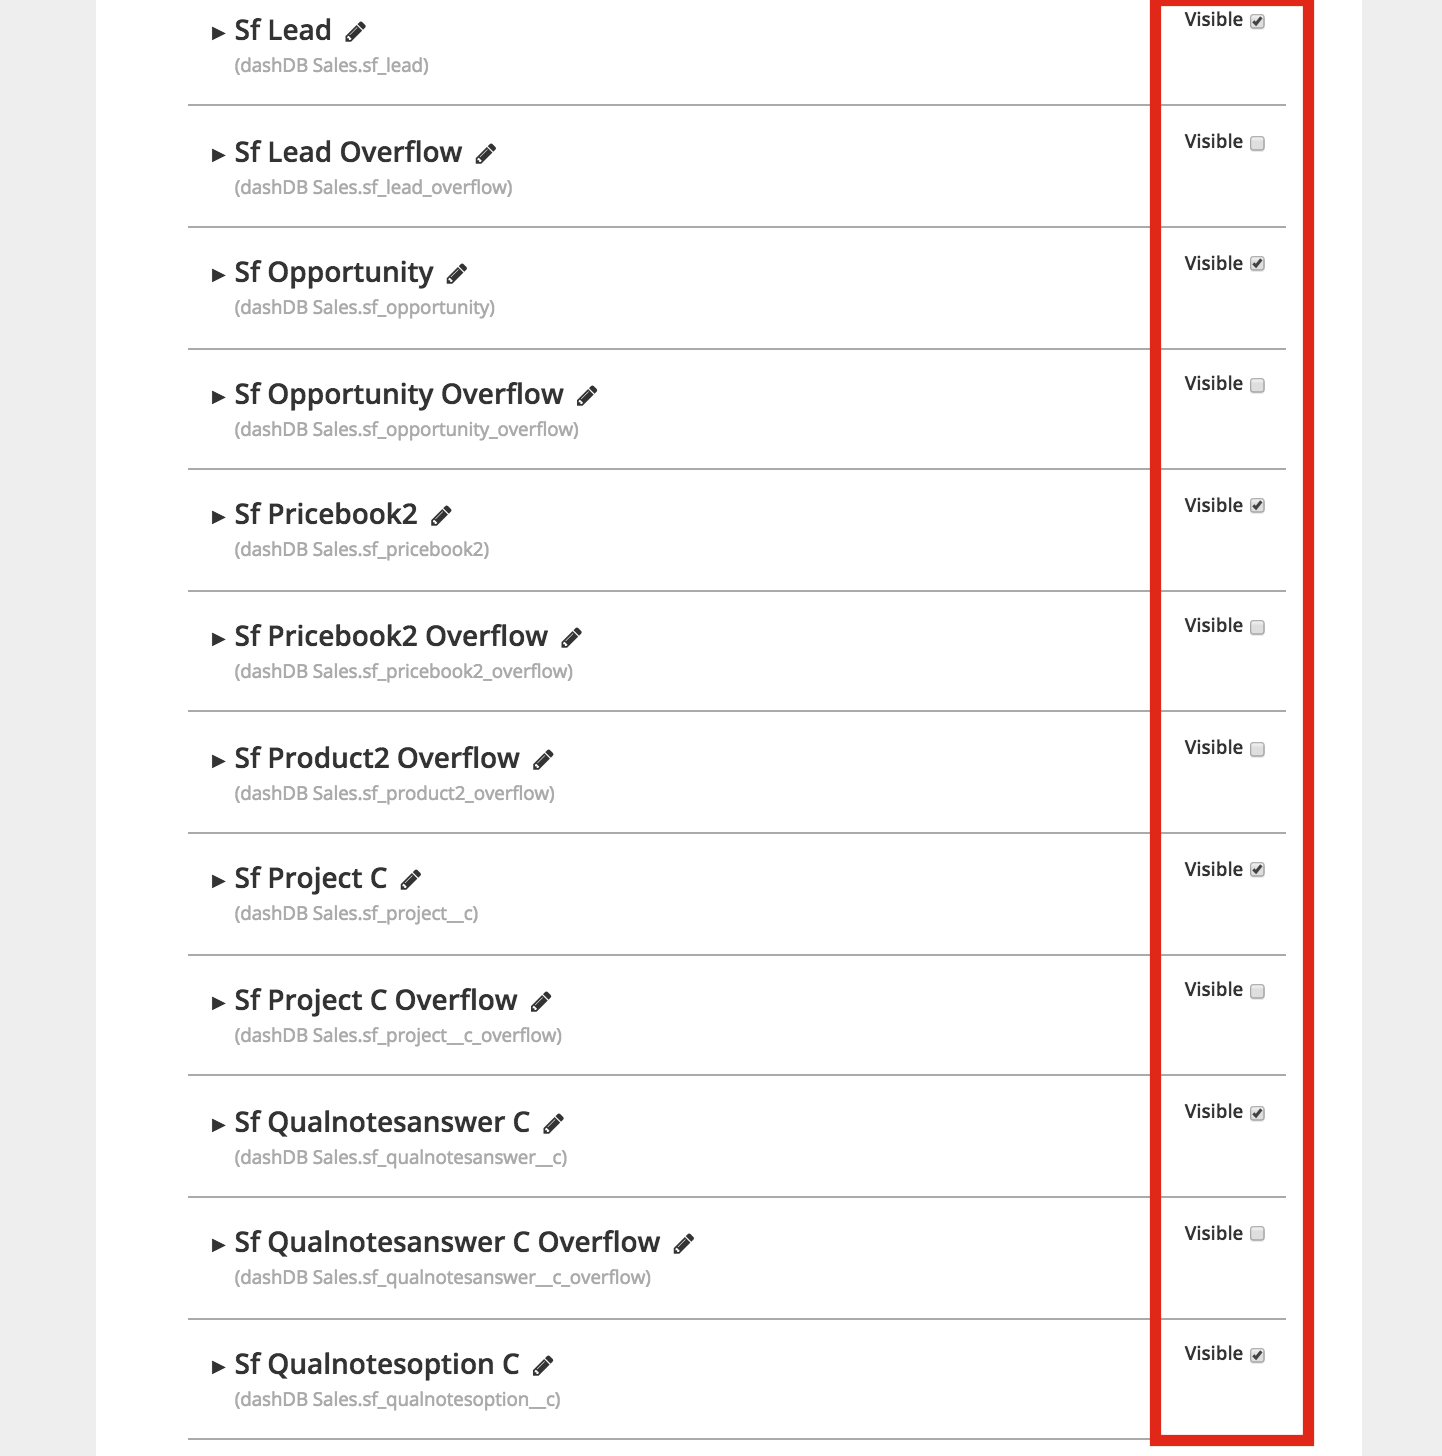 Sf Lead Visible
(dashDB Sales.sf_lead)
Sf Lead Overflow Visible
(dashDB Sales.sf_lead_overflow)
Sf Opportunity Visible
(dashDB Sales.sf_opportunity)
Sf Opportunity Overflow Visible
(dashDB Sales.sf_opportunity_overflow)
Sf Pricebook2 Visible
(dashDB Sales.sf_pricebook2)
Sf Pricebook2 Overflow Visible
(dashDB Sales.sf_pricebook2_overflow)
Sf Product2 Overflow Visible
(dashDB Sales.sf_product2_overflow)
Sf Project C Visible
(dashDB Sales.sf_project__c)
Sf Project C Overflow Visible
(dashDB Sales.sf_project__c_overflow)
Sf Qualnotesanswer C Visible
(dashDB Sales.sf_qualnotesanswer__c)
Sf Qualnotesanswer C Overflow Visible
(dashDB Sales.sf_qualnotesanswer__c_overflow)
Sf Qualnotesoption C Visible
(dashDB Sales.sf_qualnotesoption__c)